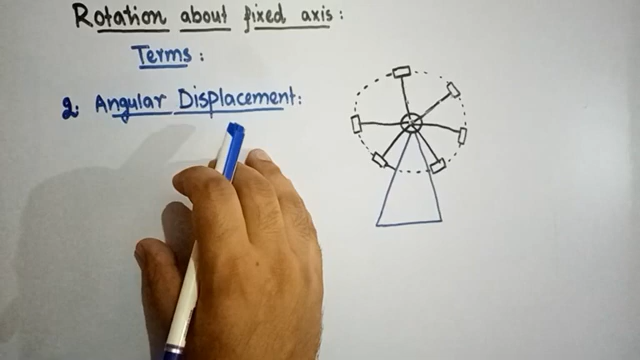 Rotation about fixed axis:
Terms:
2. Angular Displacement: